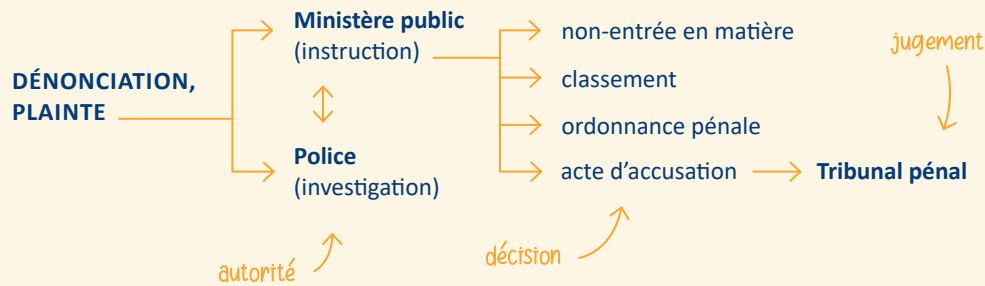 DÉNONCIATION,
PLAINTE
Ministère public
(instruction)
Police
(investigation)
autorité
non-entrée en matière
classement
ordonnance pénale
acte d’accusation
décision
Tribunal pénal
jugement